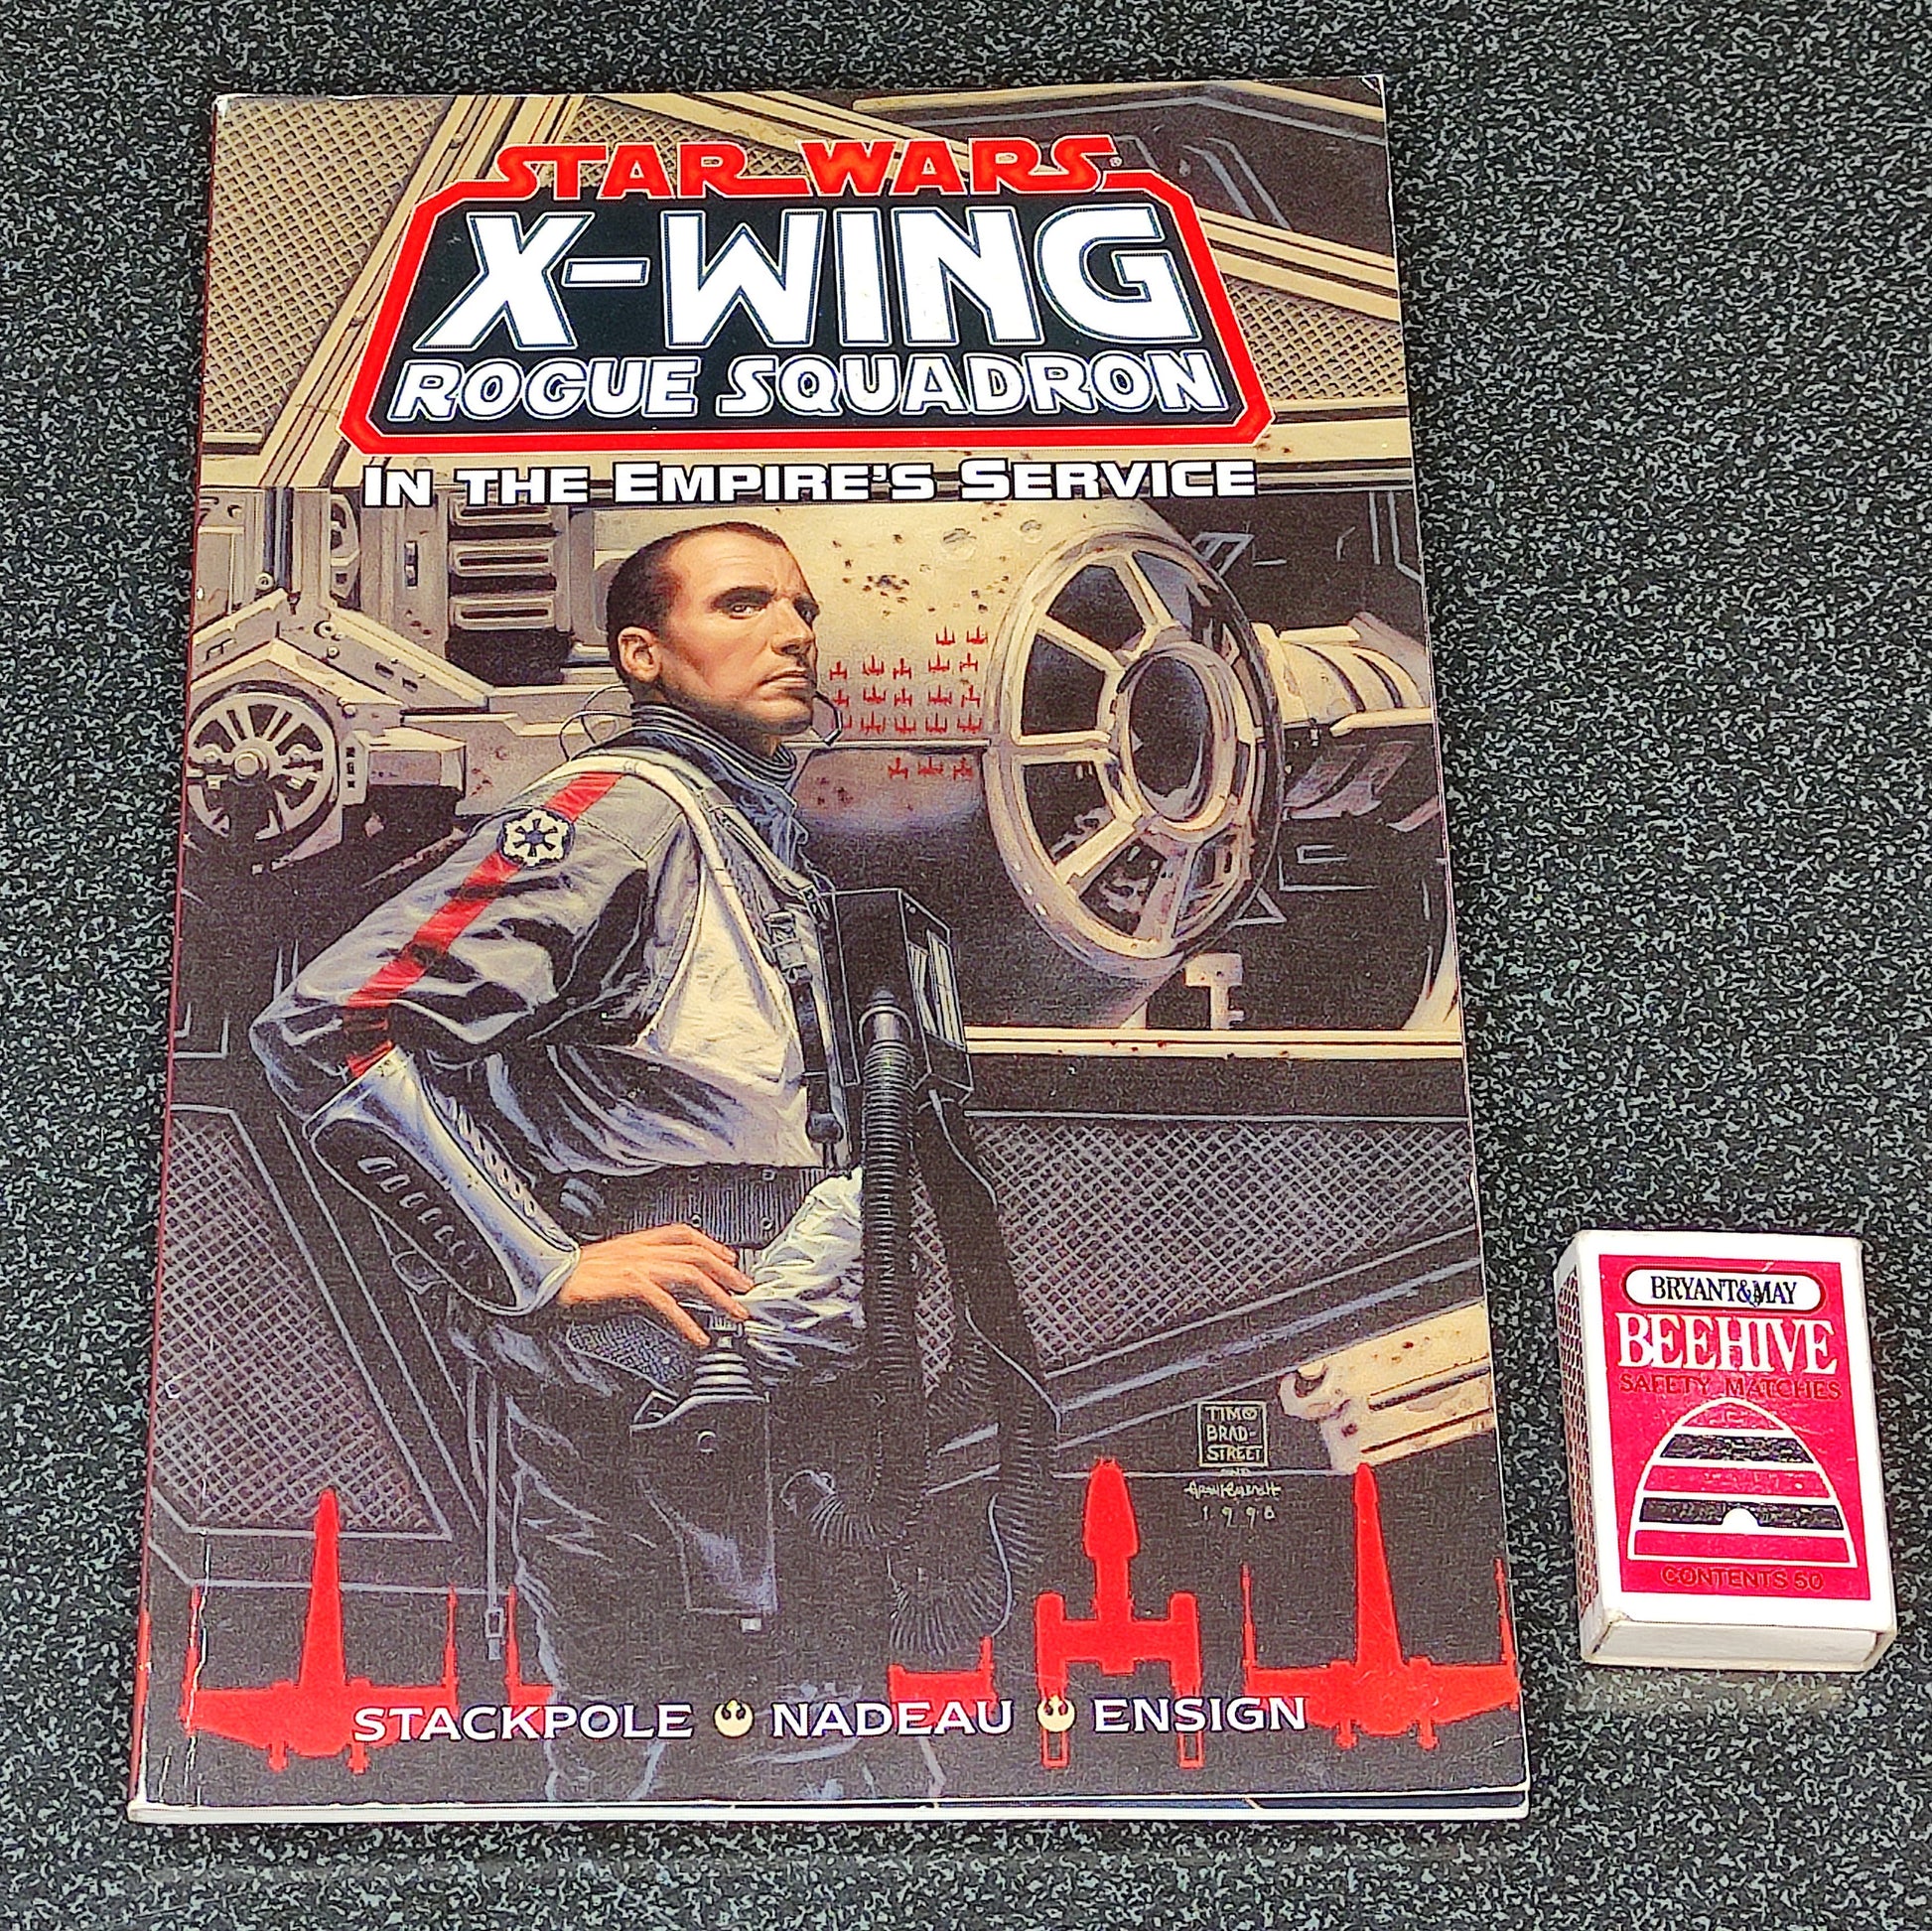 STAR WARS®
X-WING
ROGUE SQUADRON
IN THE EMPIRE'S SERVICE
TIM
BRAD-
STREET
AND
STACKPOLE NADEAU ENSIGN
BRYANT&MAY
BEEHIVE
SAFETY MATCHES
CONTENTS 50